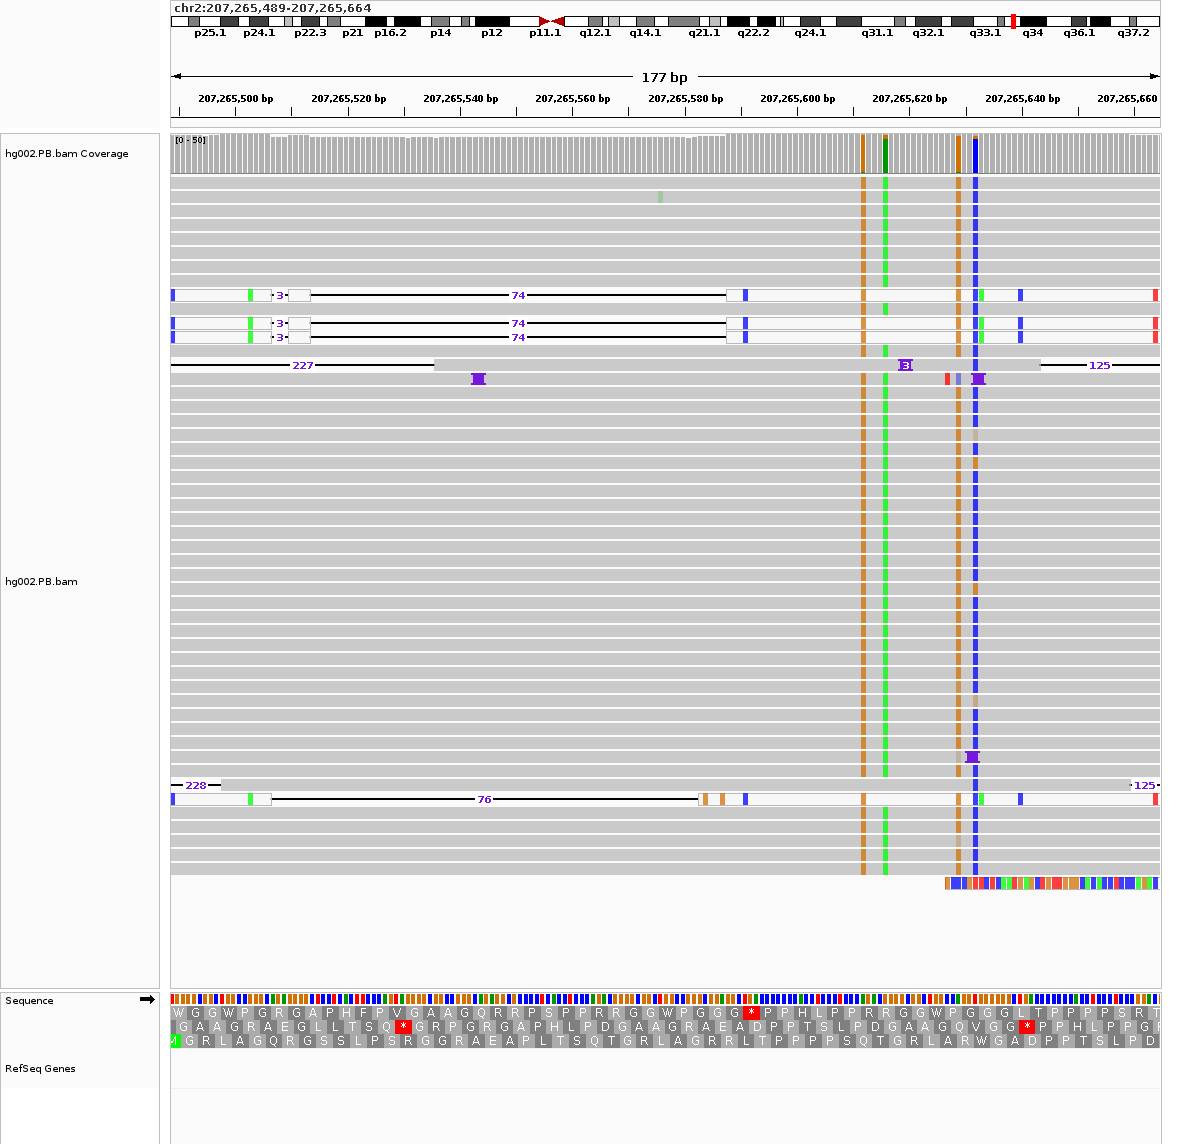 chr2:207,265,489-207,265,664
p25.1 p24.1 p22.3 p21 p16.2 p14 p12 p11.1 q12.1 q14.1 q21.1 q22.2 q24.1 q31.1 q32.1 q33.1 q34 q36.1 q37.2
177 bp
207,265,500 bp 207,265,520 bp 207,265,540 bp 207,265,560 bp 207,265,580 bp 207,265,600 bp 207,265,620 bp 207,265,640 bp 207,265,660
[0 - 50]
hg002.PB.bam Coverage
3 74
3 74
3 74
227 3 125
hg002.PB.bam
228 125
76
Sequence
W G G W P G R G A P H F P V G A A G Q R R P S P P R R G G W P G G G * P P H L P P R R G G W P G G G L T P P P P S R T
G A A G R A E G L L T S Q * G R P G R G A P H L P D G A A G R A E A D P P T S L P D G A A G Q V G G * P P H L P P G
M G R L A G Q R G S S L P S R G G R A E A P L T S Q T G R L A G R R L T P P P P S Q T G R L A R W G A D P P T S L P D
RefSeq Genes